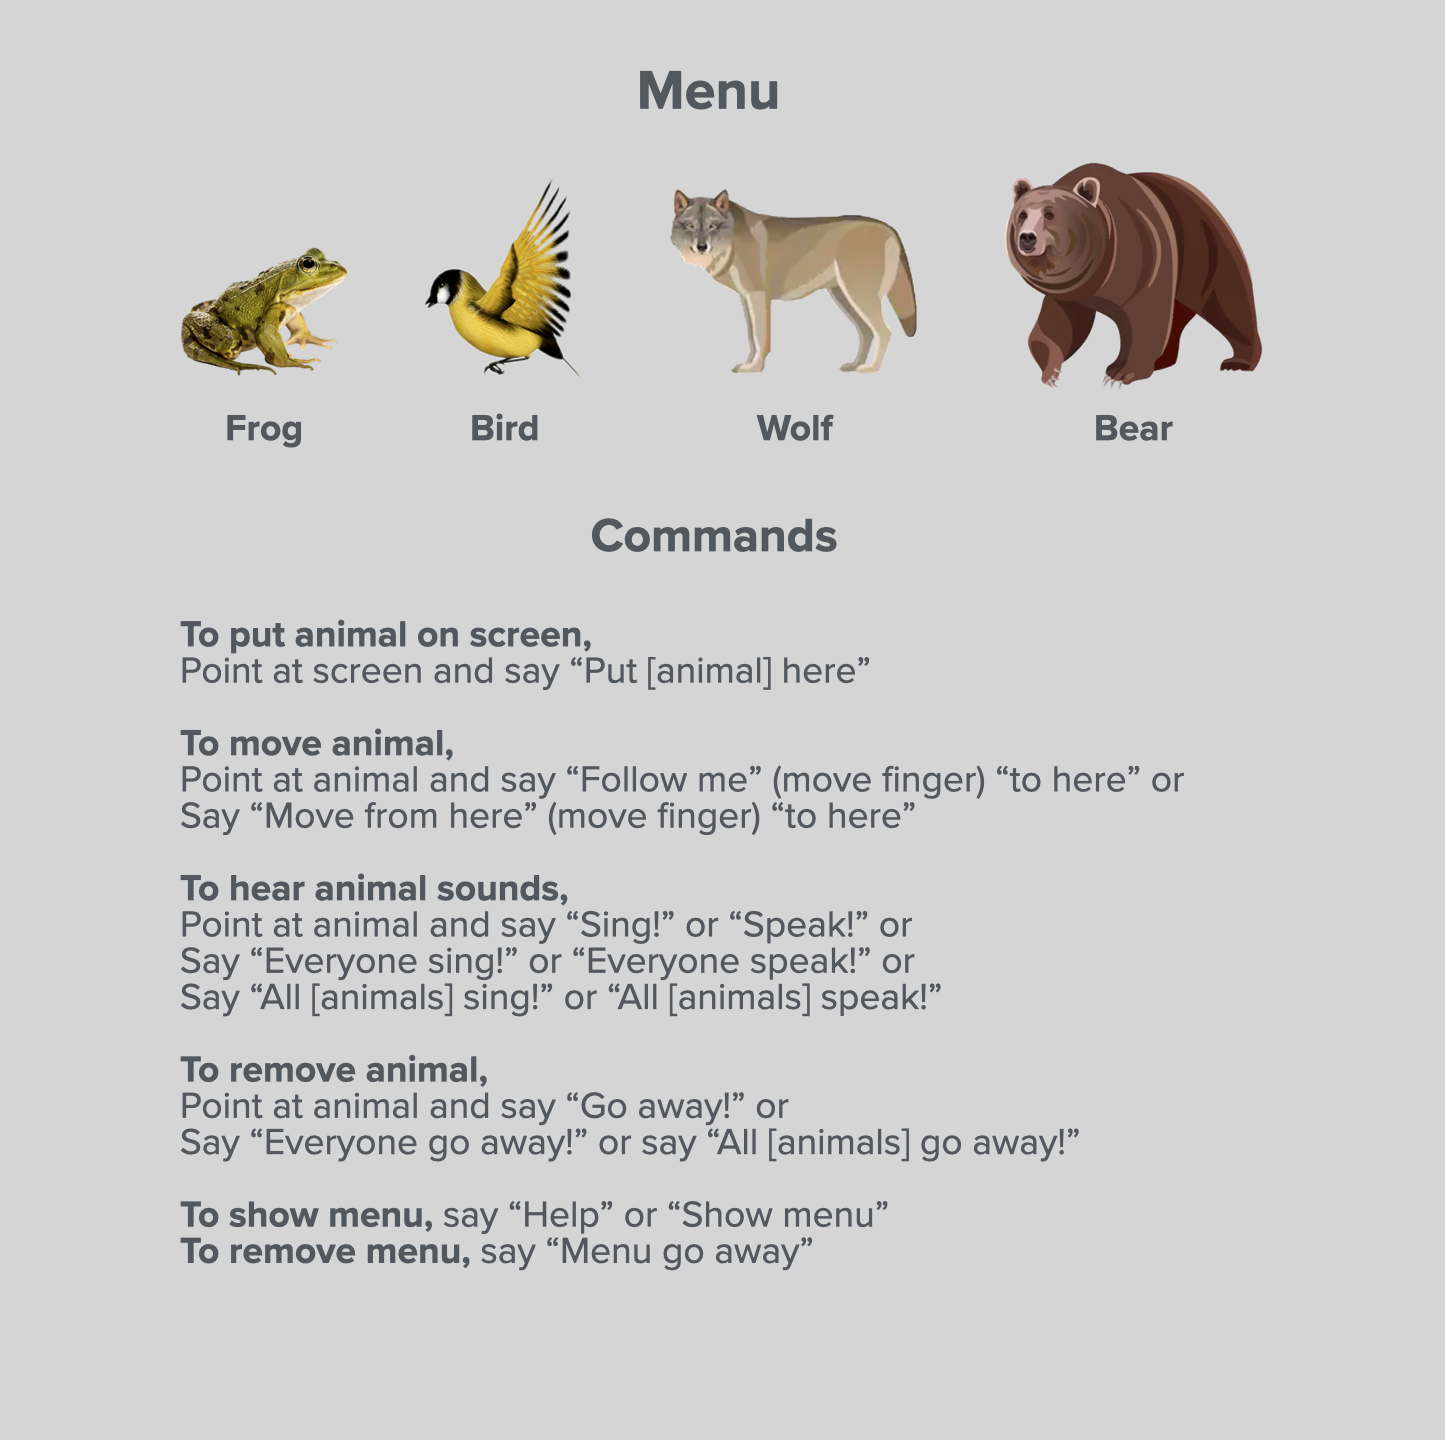 Menu
Frog Bird Wolf Bear
Commands
To put animal on screen,
Point at screen and say “Put [animal] here”
To move animal,
Point at animal and say “Follow me” (move finger) “to here” or
Say “Move from here” (move finger) “to here”
To hear animal sounds,
Point at animal and say “Sing!” or “Speak!” or
Say “Everyone sing!” or “Everyone speak!” or
Say “All [animals] sing!” or “All [animals] speak!”
To remove animal,
Point at animal and say “Go away!” or
Say “Everyone go away!” or say “All [animals] go away!”
To show menu, say “Help” or “Show menu”
To remove menu, say “Menu go away”